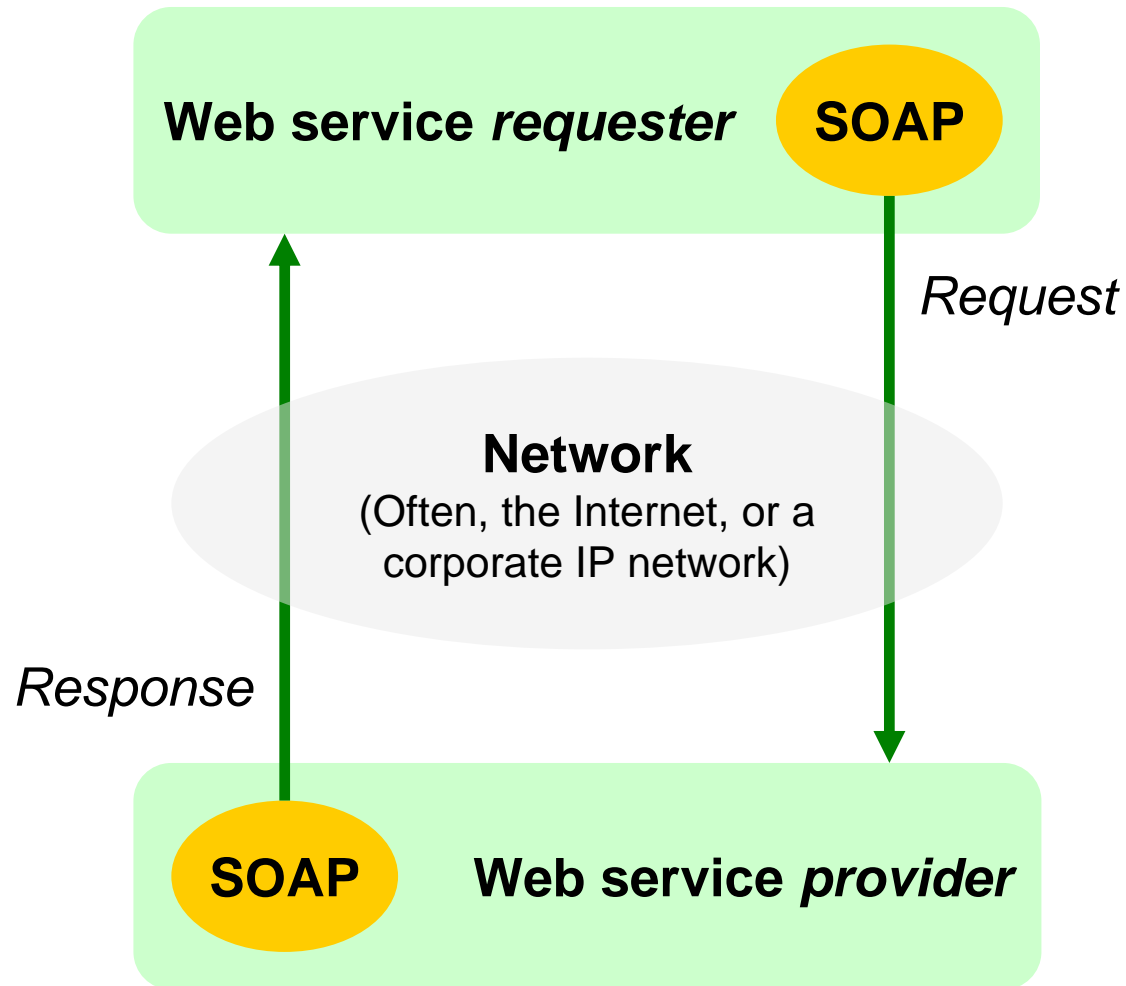 Web service requester
SOAP
Request
Network
(Often, the Internet, or a
corporate IP network)
Response
SOAP
Web service provider